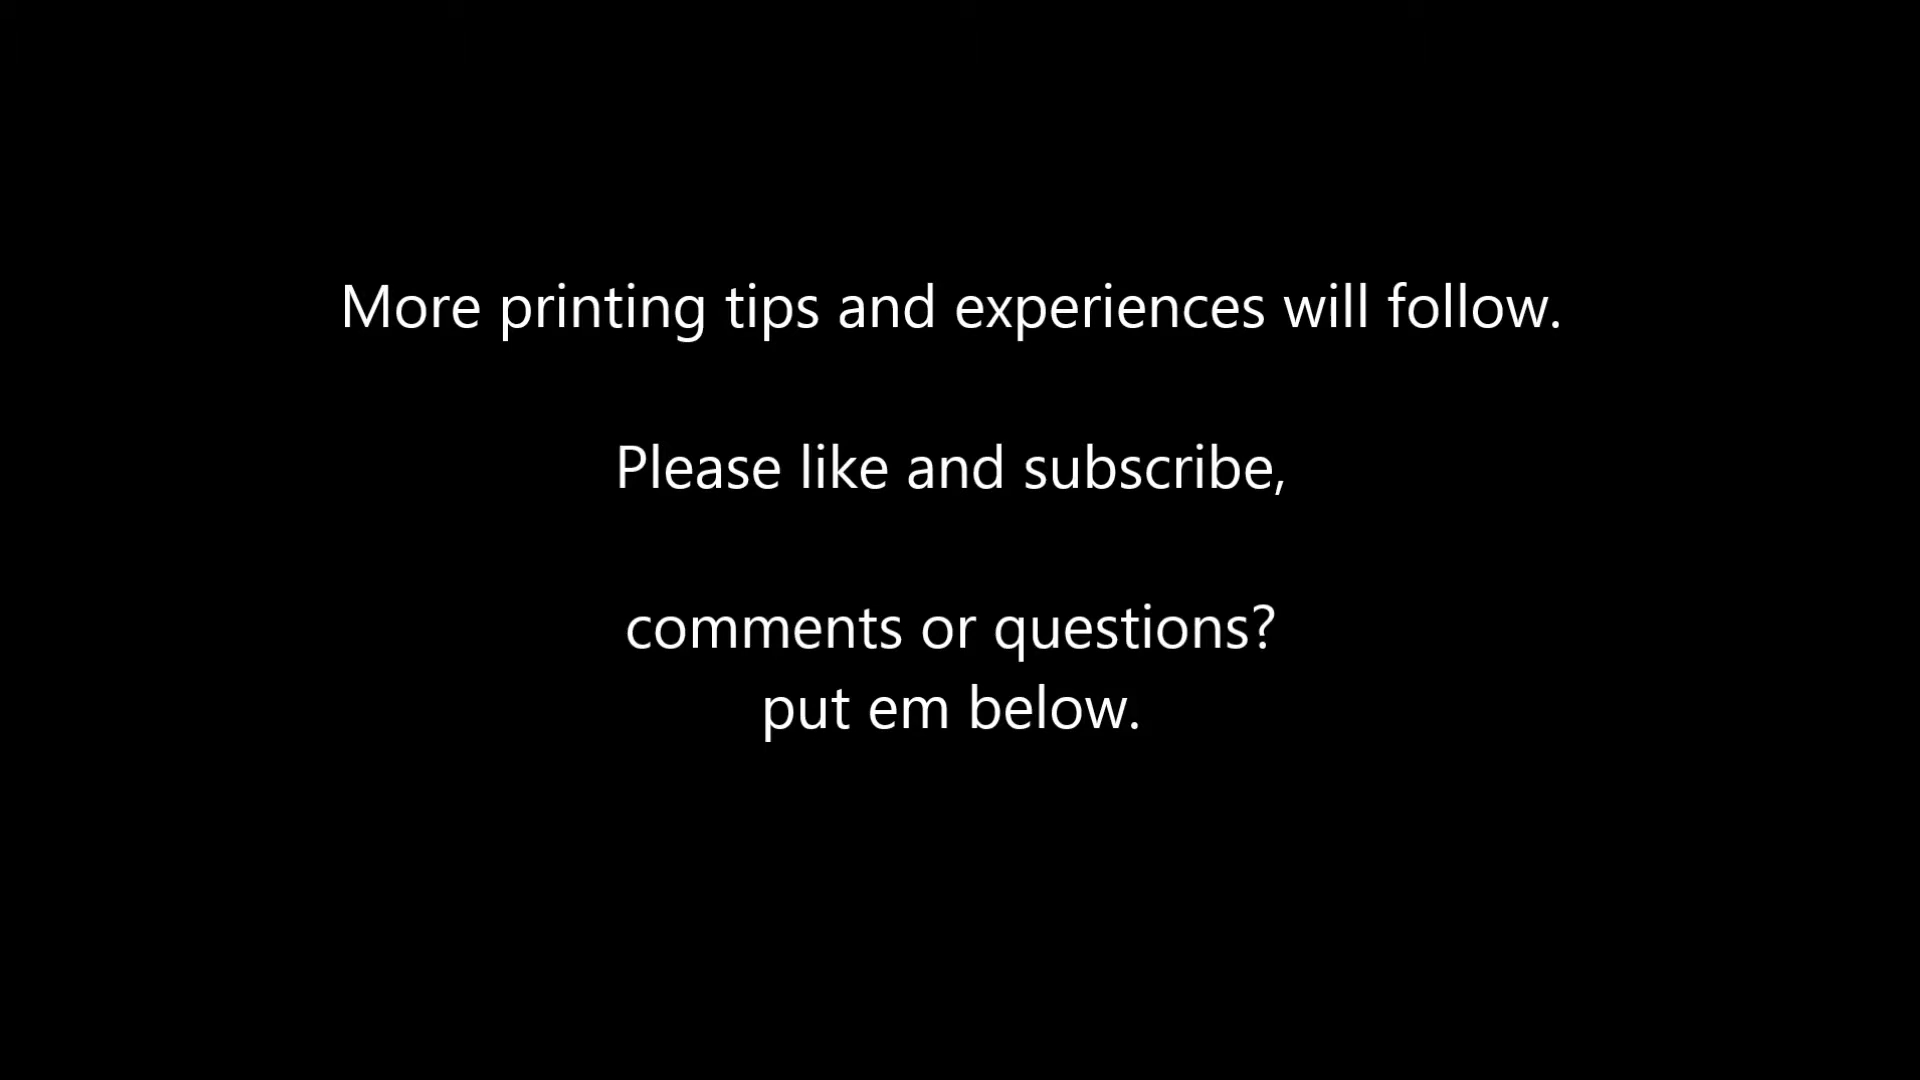 More printing tips and experiences will follow.
Please like and subscribe,
comments or questions?
put em below.